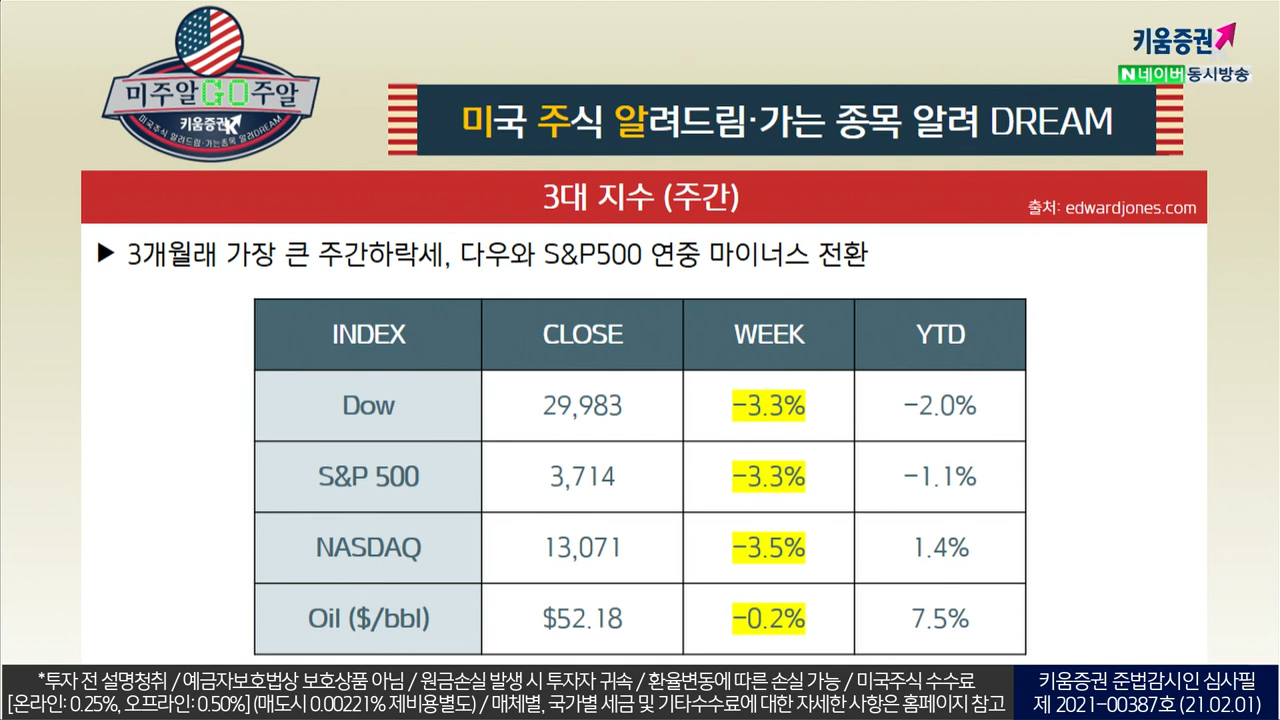 미주알GO주알
키움증권
미국주식 알려드림·가는종목 알려DREAM
키움증권
N 네이버 동시방송
미국 주식 알려드림·가는 종목 알려 DREAM
3대 지수 (주간)
출처: edwardjones.com
▶ 3개월래 가장 큰 주간하락세, 다우와 S&P500 연중 마이너스 전환
INDEX CLOSE WEEK YTD
Dow 29,983 -3.3% -2.0%
S&P 500 3,714 -3.3% -1.1%
NASDAQ 13,071 -3.5% 1.4%
Oil ($/bbl) $52.18 -0.2% 7.5%
*투자 전 설명청취 / 예금자보호법상 보호상품 아님 / 원금손실 발생 시 투자자 귀속 / 환율변동에 따른 손실 가능 / 미국주식 수수료
[온라인: 0.25%, 오프라인: 0.50%] (매도시 0.00221% 제비용별도) / 매체별, 국가별 세금 및 기타수수료에 대한 자세한 사항은 홈페이지 참고
키움증권 준법감시인 심사필
제 2021-00387호 (21.02.01)